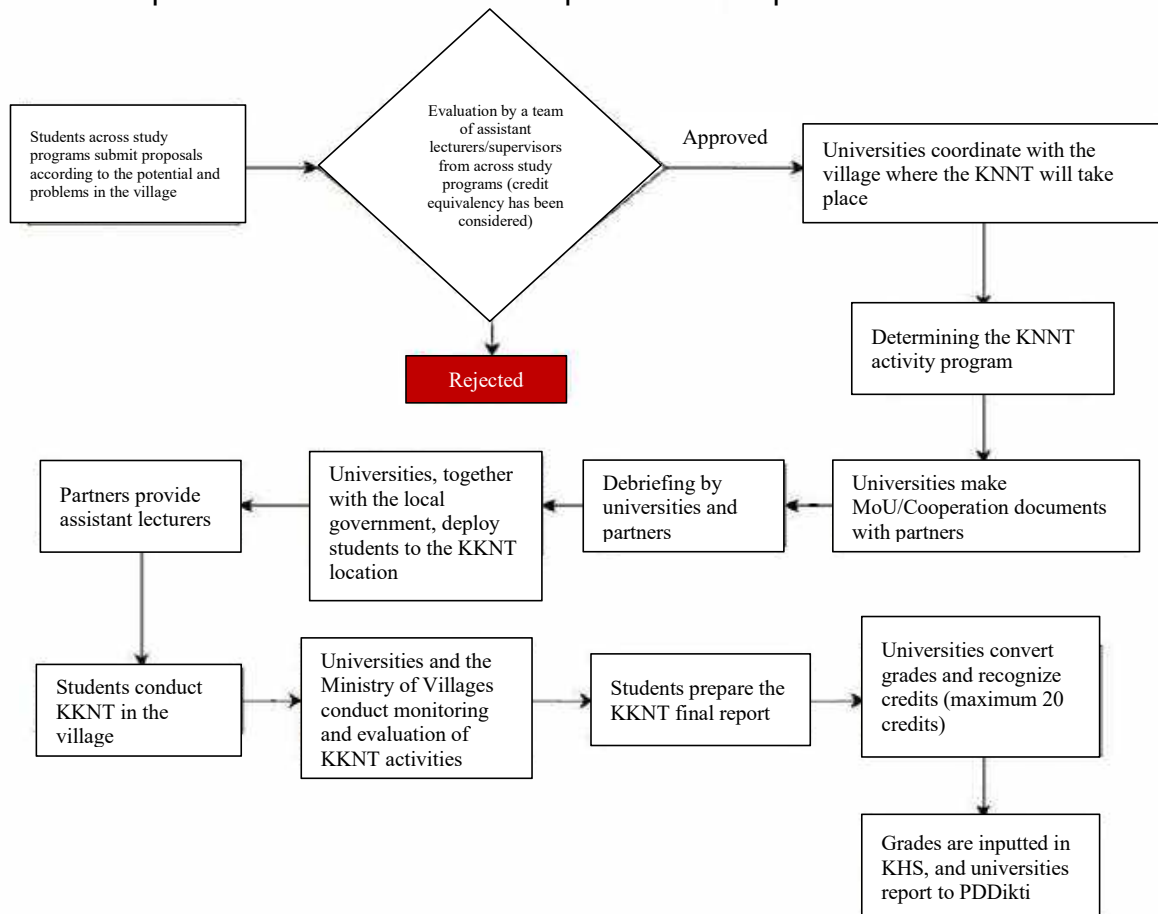 Students across study
programs submit proposals
according to the potential and
problems in the village
Evaluation by a team
of assistant
lecturers/supervisors
from across study
programs (credit
equivalency has been
considered)
Approved
Universities coordinate with the
village where the KNNT will take
place
Rejected
Determining the KNNT
activity program
Universities make
MoU/Cooperation documents
with partners
Debriefing by
universities and
partners
Universities, together
with the local
government, deploy
students to the KKNT
location
Partners provide
assistant lecturers
Students conduct
KKNT in the
village
Universities and the
Ministry of Villages
conduct monitoring
and evaluation of
KKNT activities
Students prepare the
KKNT final report
Universities convert
grades and recognize
credits (maximum 20
credits)
Grades are inputted in
KHS, and universities
report to PDDikti